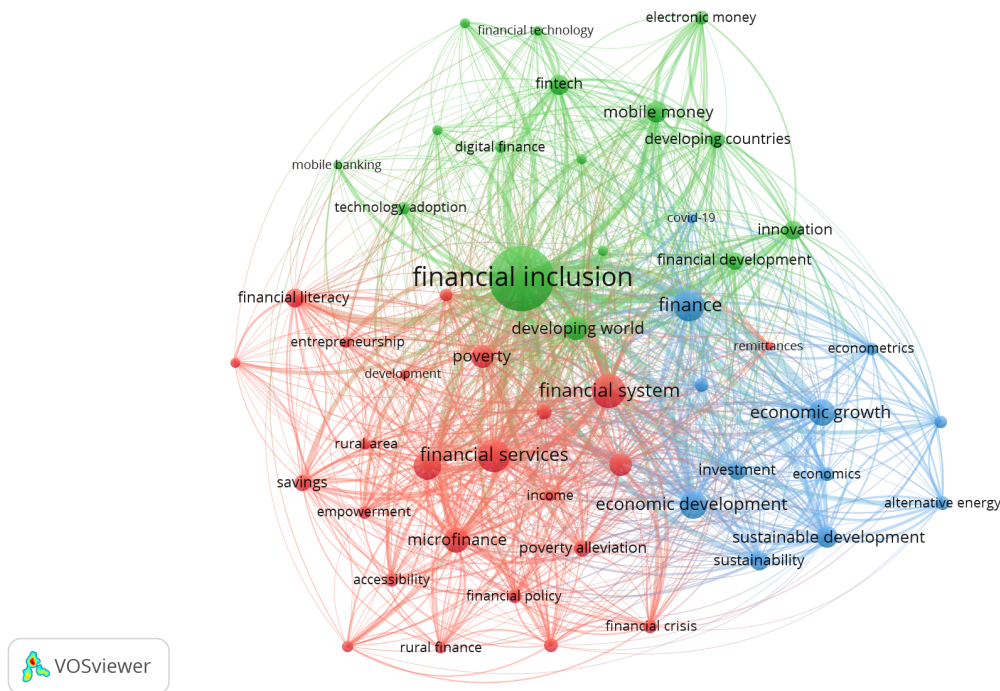 electronic money
financial technology
fintech
mobile money
developing countries
digital finance
mobile banking
technology adoption
covid-19
innovation
financial development
financial inclusion
financial literacy
finance
developing world
entrepreneurship
remittances
econometrics
poverty
development
financial system
economic growth
rural area
financial services
investment
economics
savings
income
economic development
alternative energy
empowerment
microfinance
poverty alleviation
sustainable development
sustainability
accessibility
financial policy
financial crisis
rural finance
VOSviewer